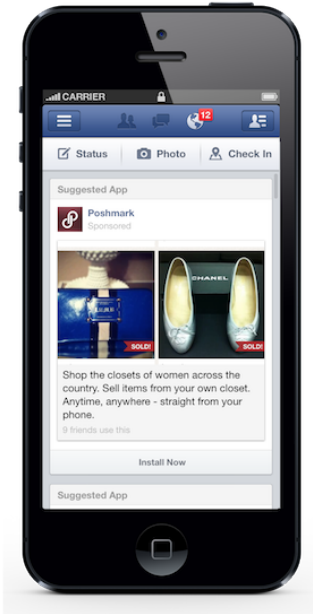 CARRIER
12
Status Photo Check In
Suggested App
Poshmark
Sponsored
CHANEL
SOLD!
SOLD!
Shop the closets of women across the
country. Sell items from your own closet.
Anytime, anywhere - straight from your
phone.
9 friends use this
Install Now
Suggested App